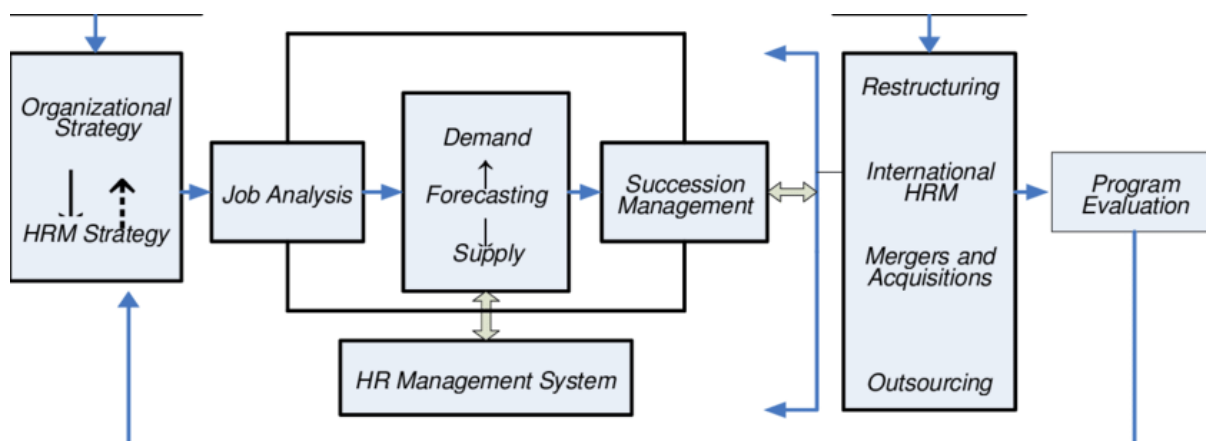 Organizational
Strategy
HRM Strategy
Job Analysis
Demand
Forecasting
Supply
Succession
Management
HR Management System
Restructuring
International
HRM
Mergers and
Acquisitions
Outsourcing
Program
Evaluation